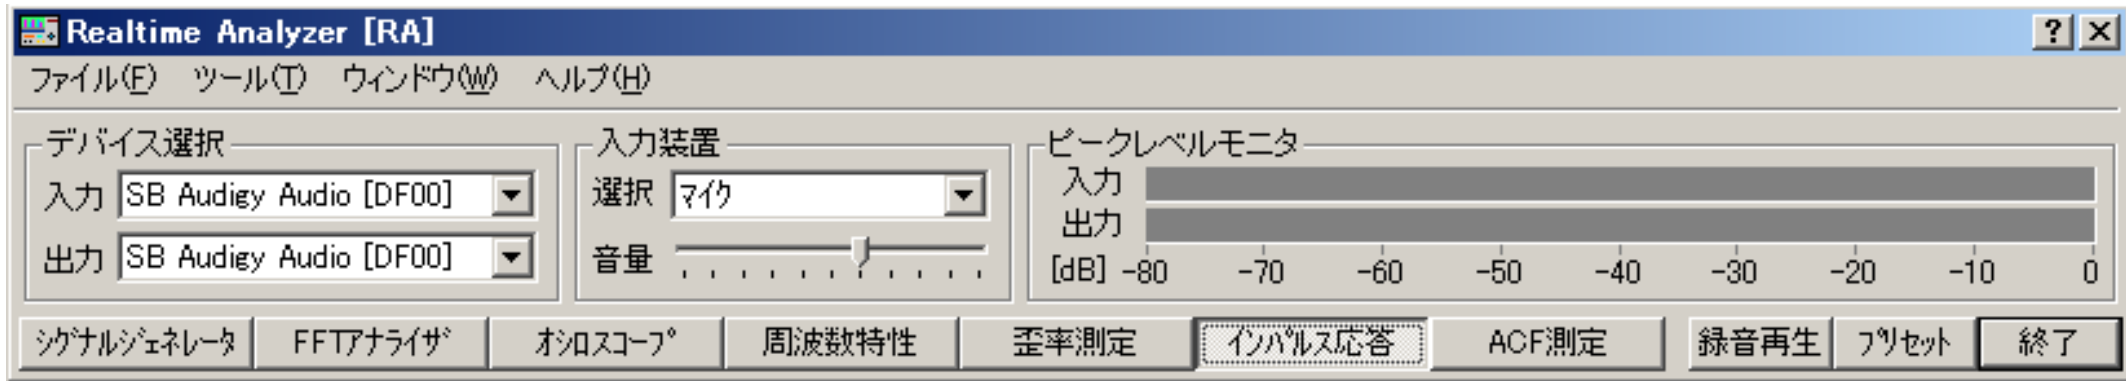 Realtime Analyzer [RA]
ファイル(F) ツール(T) ウィンドウ(W) ヘルプ(H)
デバイス選択
入力 SB Audigy Audio [DF00]
出力 SB Audigy Audio [DF00]
入力装置
選択 マイク
音量
ピークレベルモニタ
入力
出力
[dB] -80 -70 -60 -50 -40 -30 -20 -10 0
シグナルジェネレータ FFTアナライザ オシロスコープ 周波数特性 歪率測定 インパルス応答 ACF測定 録音再生 プリセット 終了